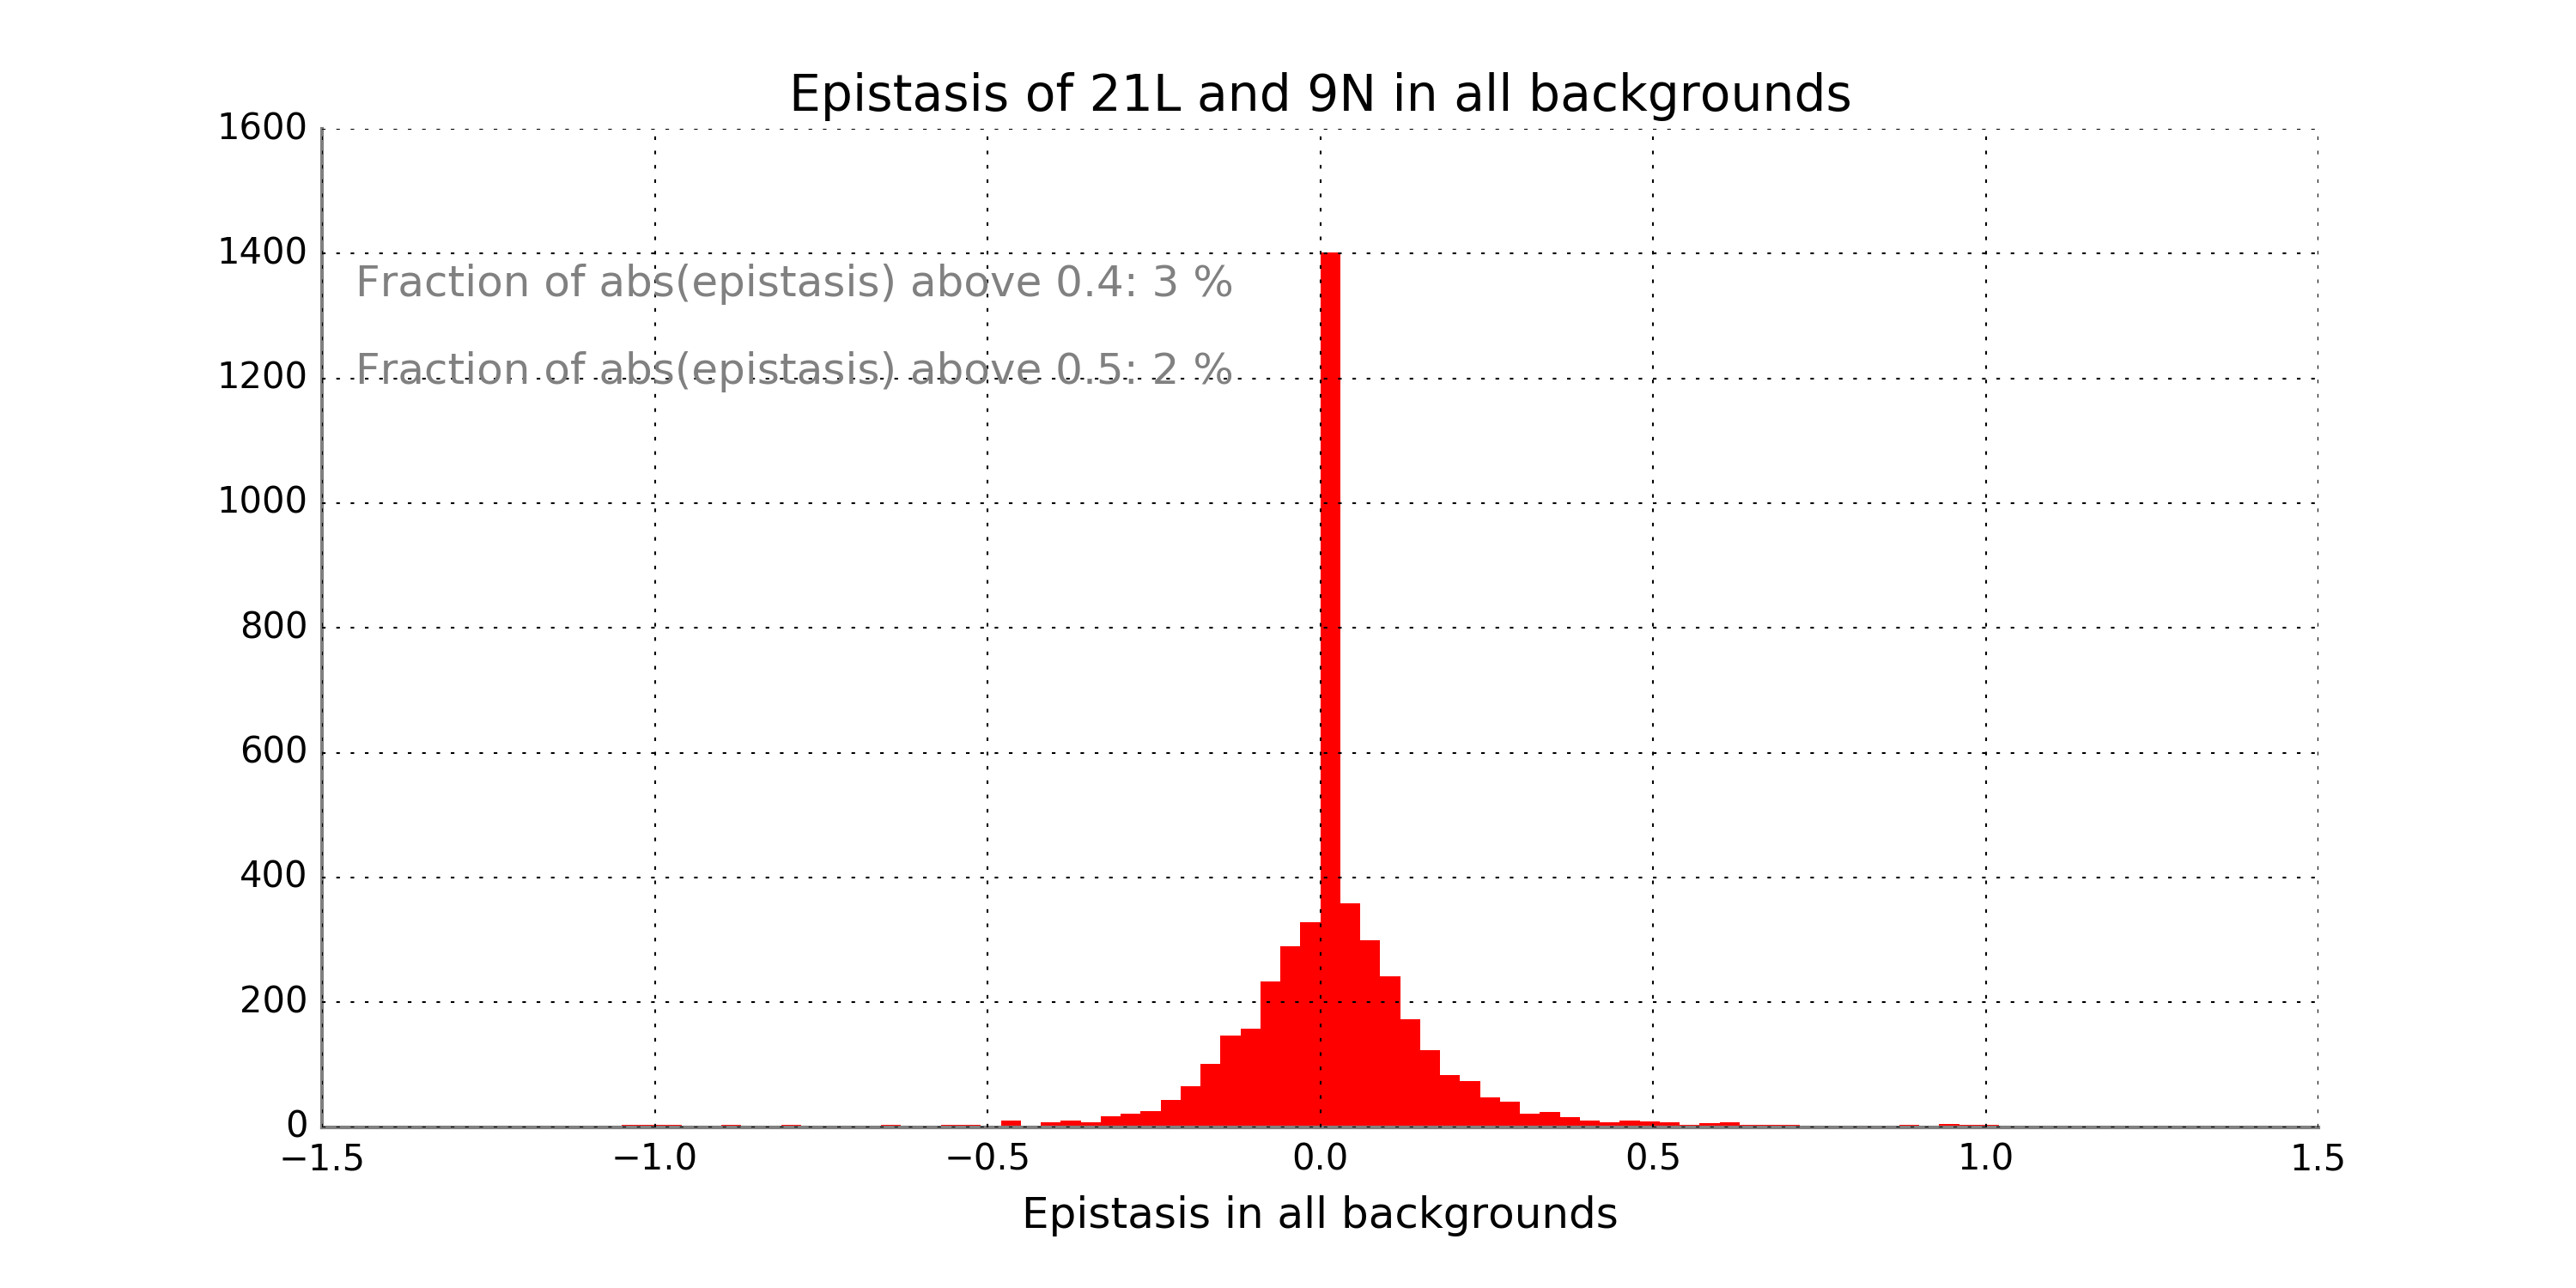 Epistasis of 21L and 9N in all backgrounds
1600
1400
Fraction of abs(epistasis) above 0.4: 3 %
1200
Fraction of abs(epistasis) above 0.5: 2 %
1000
800
600
400
200
0
−1.5 −1.0 −0.5 0.0 0.5 1.0 1.5
Epistasis in all backgrounds